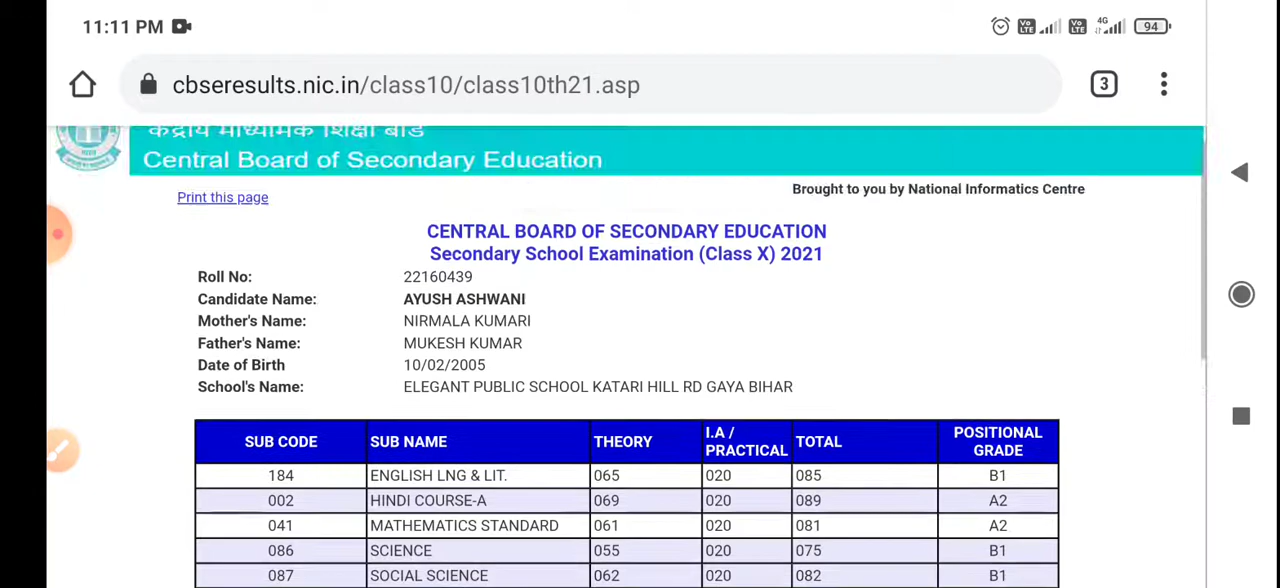 11:11 PM 4G 94
cbseresults.nic.in/class10/class10th21.asp 3
केंद्रीय माध्यमिक शिक्षा बोर्ड
Central Board of Secondary Education
Print this page
Brought to you by National Informatics Centre
CENTRAL BOARD OF SECONDARY EDUCATION
Secondary School Examination (Class X) 2021
Roll No: 22160439
Candidate Name: AYUSH ASHWANI
Mother's Name: NIRMALA KUMARI
Father's Name: MUKESH KUMAR
Date of Birth 10/02/2005
School's Name: ELEGANT PUBLIC SCHOOL KATARI HILL RD GAYA BIHAR
SUB CODE SUB NAME THEORY I.A / PRACTICAL TOTAL POSITIONAL GRADE
184 ENGLISH LNG & LIT. 065 020 085 B1
002 HINDI COURSE-A 069 020 089 A2
041 MATHEMATICS STANDARD 061 020 081 A2
086 SCIENCE 055 020 075 B1
087 SOCIAL SCIENCE 062 020 082 B1